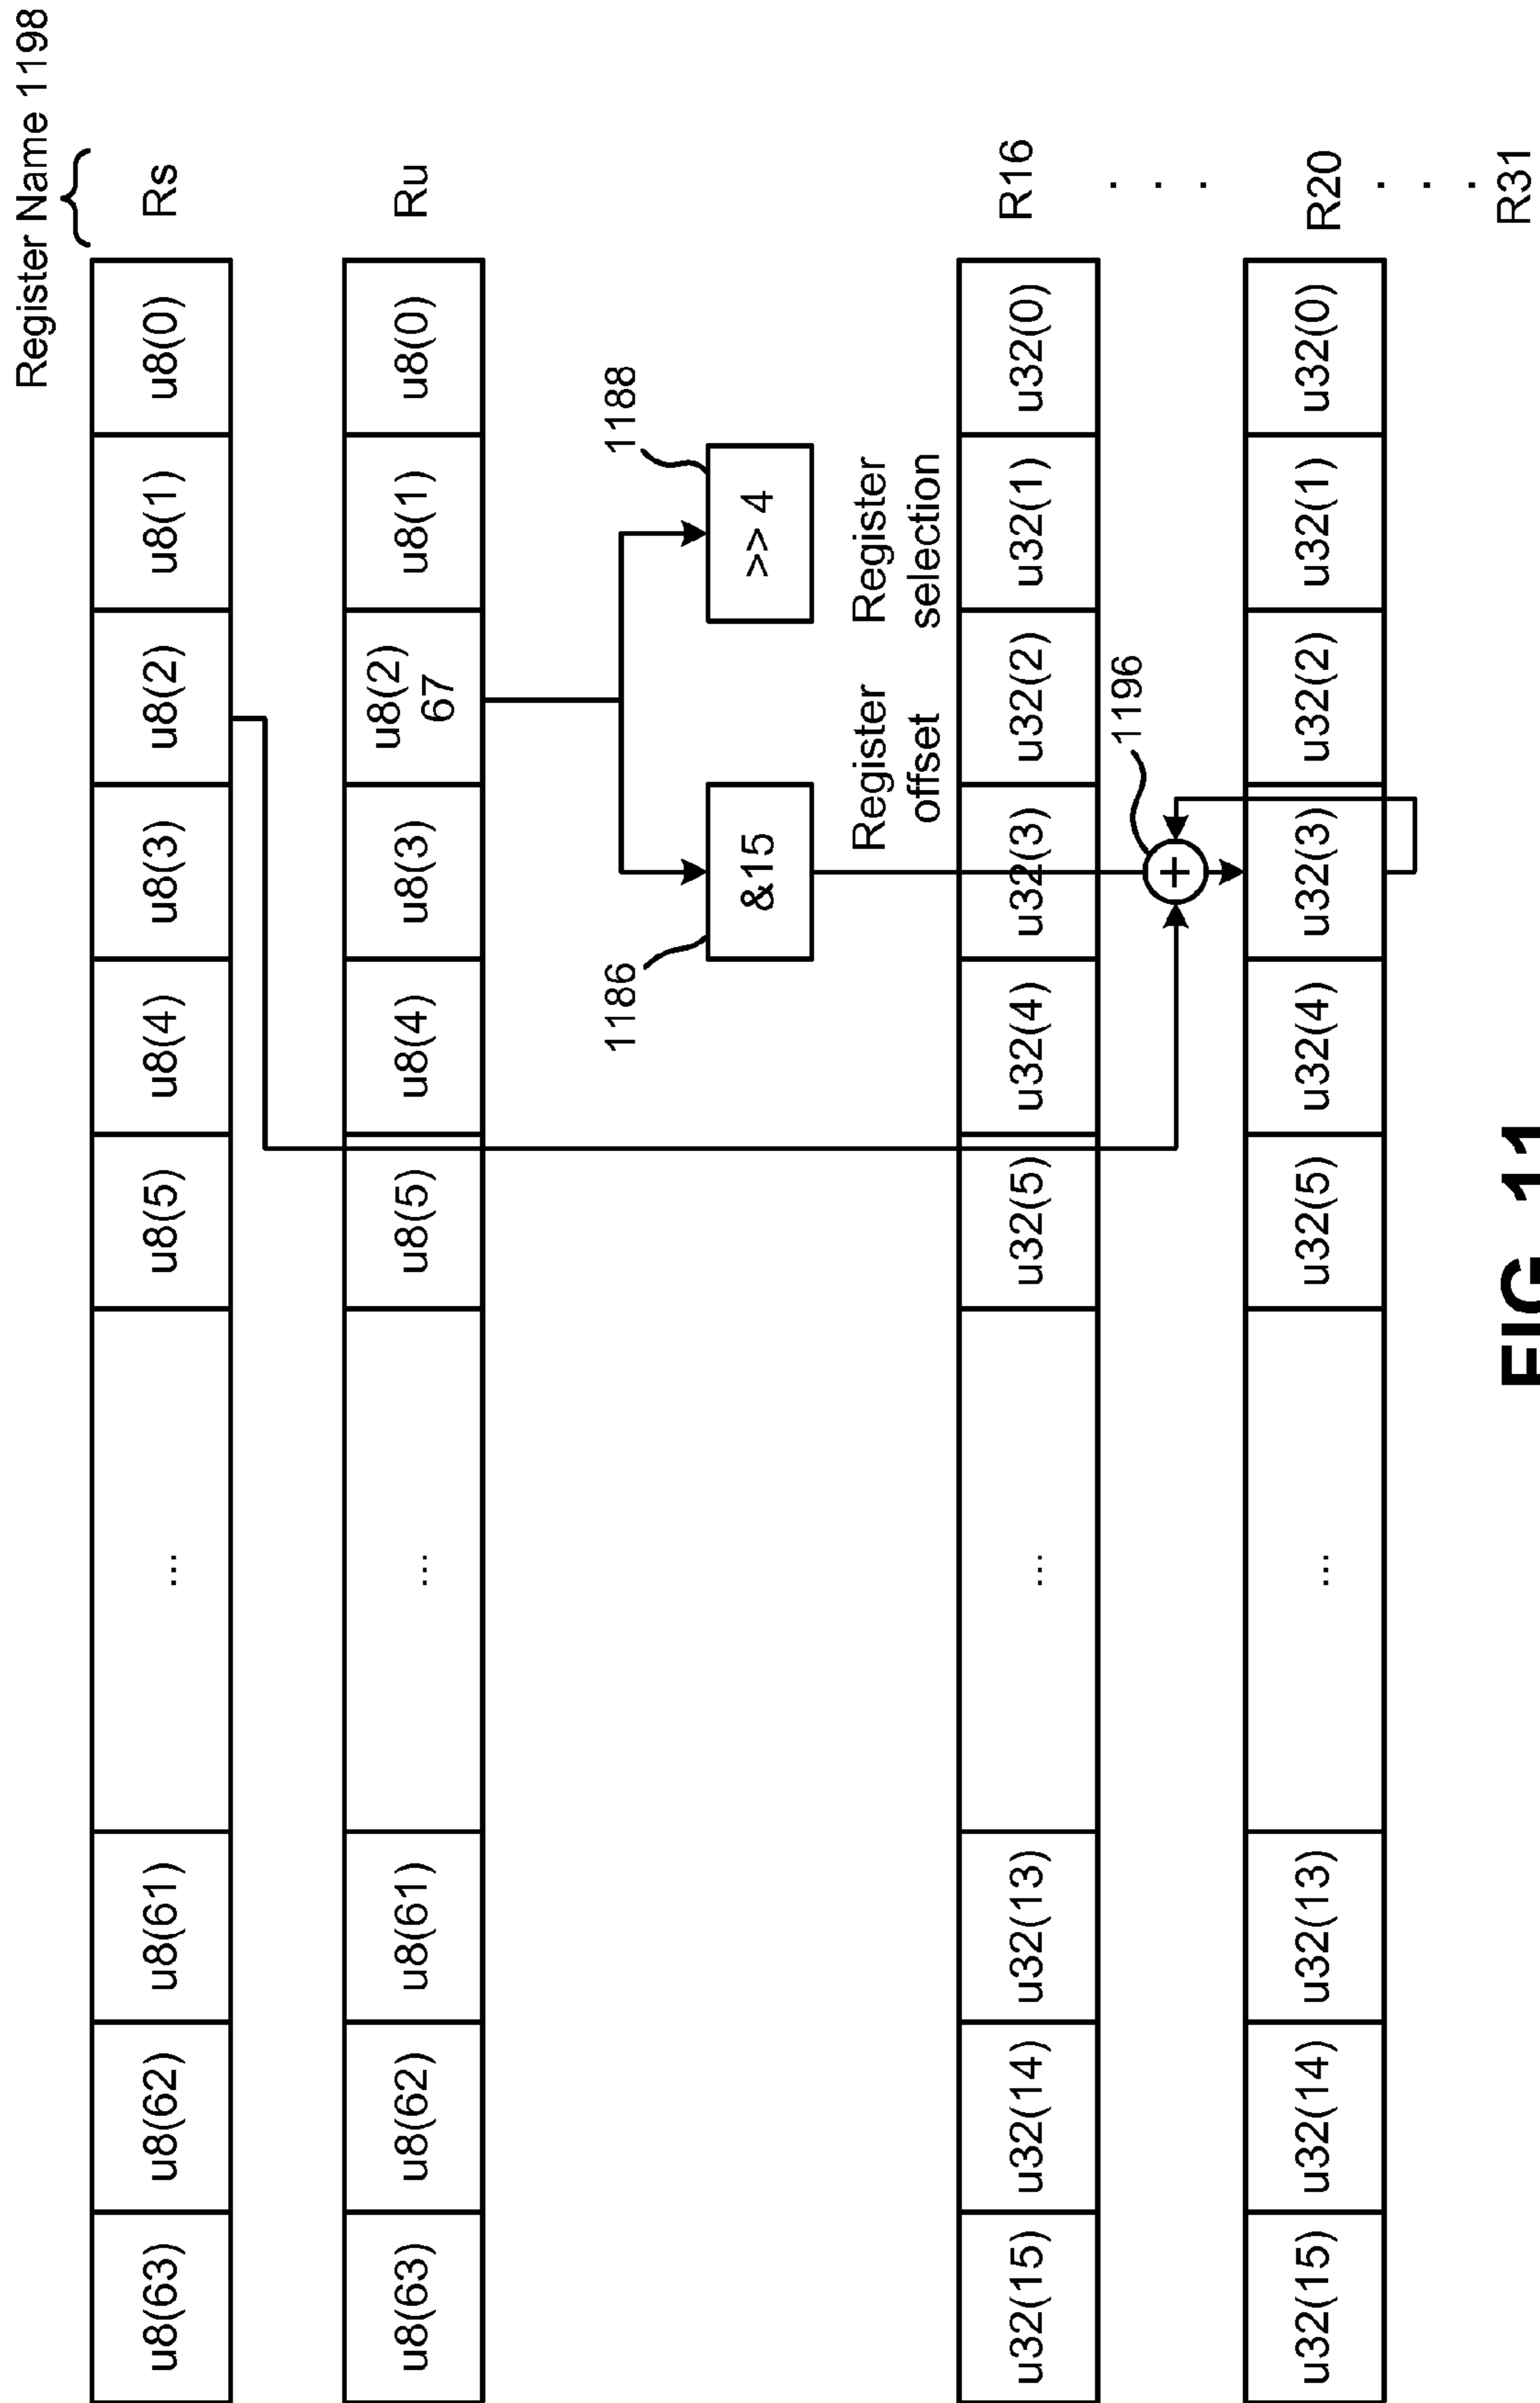 Register Name 1198
u8(63) u8(62) u8(61) ... u8(5) u8(4) u8(3) u8(2) u8(1) u8(0) Rs
u8(63) u8(62) u8(61) ... u8(5) u8(4) u8(3) u8(2) u8(1) u8(0) Ru
67
1186 1188
&15 >> 4
Register Register
offset selection
u32(15) u32(14) u32(13) ... u32(5) u32(4) u32(3) u32(2) u32(1) u32(0) R16
. . .
1196
+
u32(15) u32(14) u32(13) ... u32(5) u32(4) u32(3) u32(2) u32(1) u32(0) R20
. . .
R31
FIG. 11